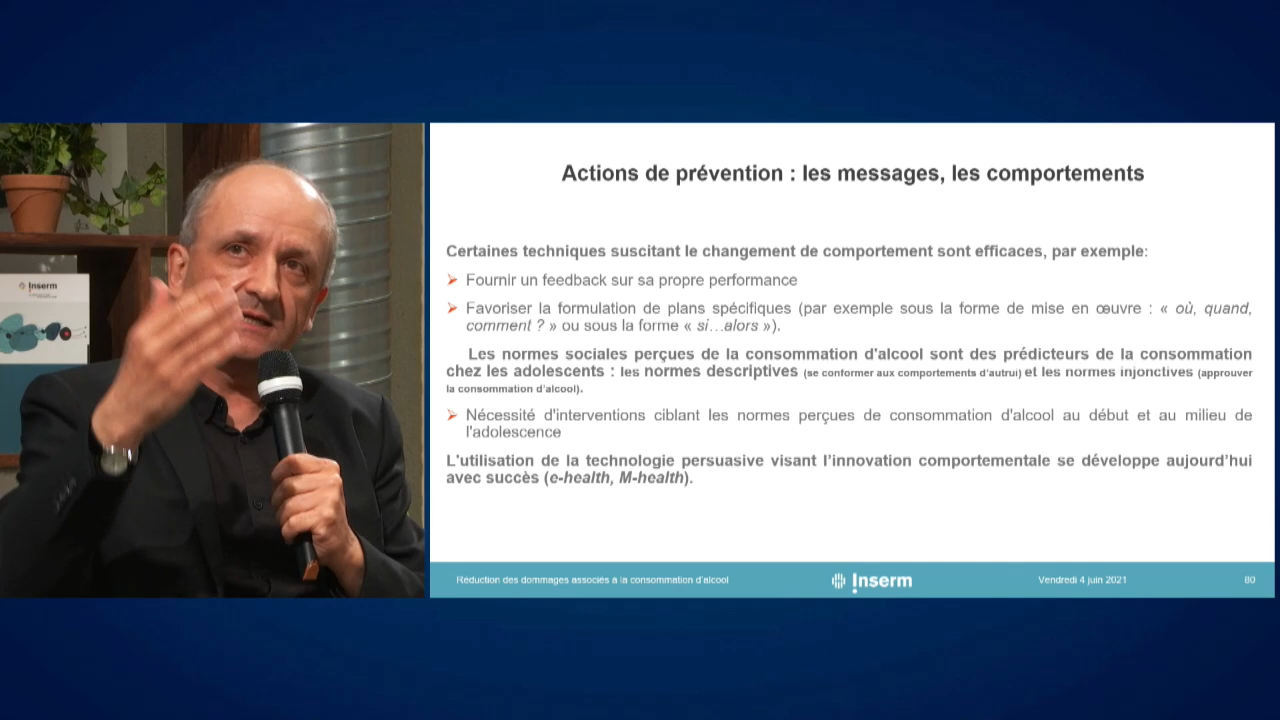 Inserm
Actions de prévention : les messages, les comportements
Certaines techniques suscitant le changement de comportement sont efficaces, par exemple:
Fournir un feedback sur sa propre performance
Favoriser la formulation de plans spécifiques (par exemple sous la forme de mise en œuvre : « où, quand,
comment ? » ou sous la forme « si…alors »).
Les normes sociales perçues de la consommation d'alcool sont des prédicteurs de la consommation
chez les adolescents : les normes descriptives (se conformer aux comportements d'autrui) et les normes injonctives (approuver
la consommation d'alcool).
Nécessité d'interventions ciblant les normes perçues de consommation d'alcool au début et au milieu de
l'adolescence
L'utilisation de la technologie persuasive visant l'innovation comportementale se développe aujourd'hui
avec succès (e-health, M-health).
Réduction des dommages associés à la consommation d'alcool
Inserm
Vendredi 4 juin 2021
80